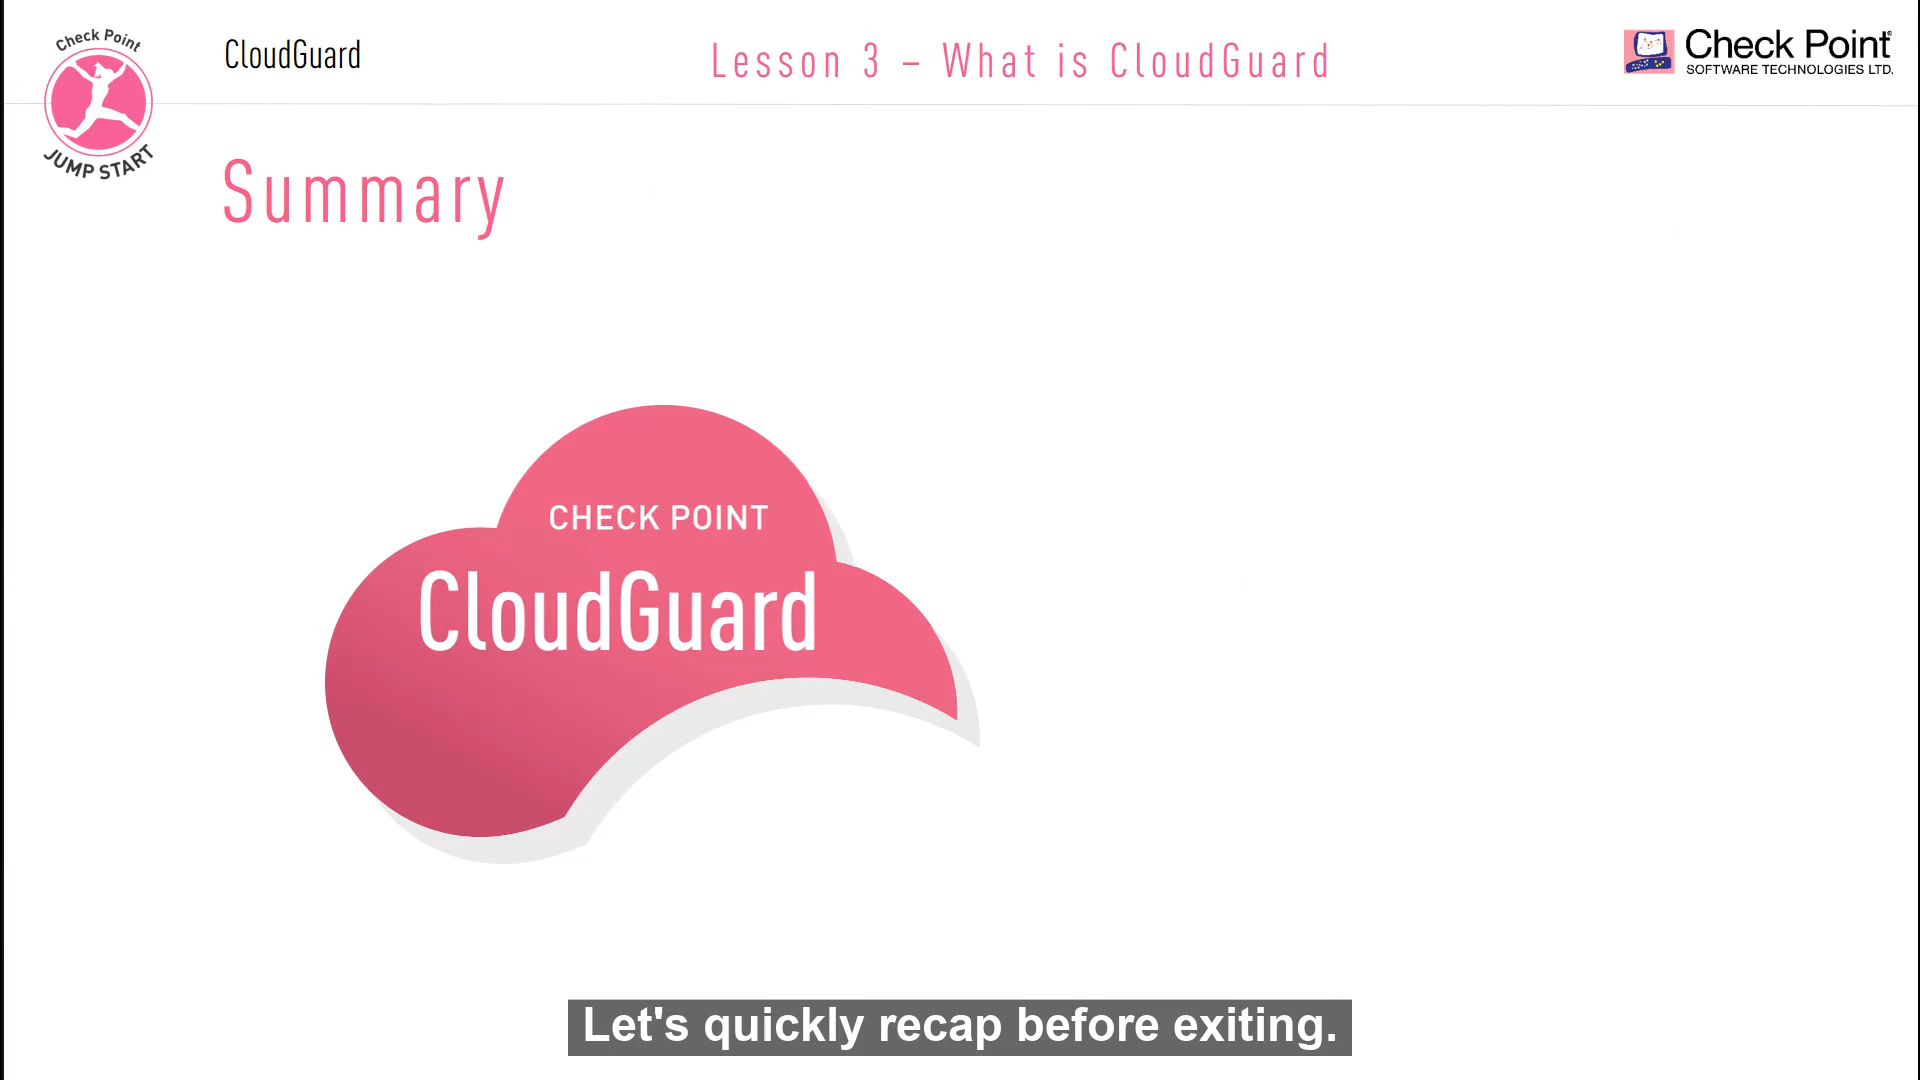 Check Point
JUMP START
CloudGuard
Lesson 3 – What is CloudGuard
Check Point®
SOFTWARE TECHNOLOGIES LTD.
Summary
CHECK POINT
CloudGuard
Let's quickly recap before exiting.